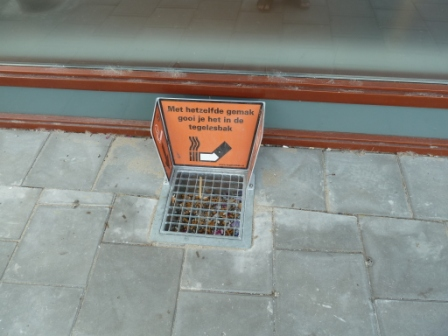 Met hetzelfde gemak
gooi je het in de
tegelasbak